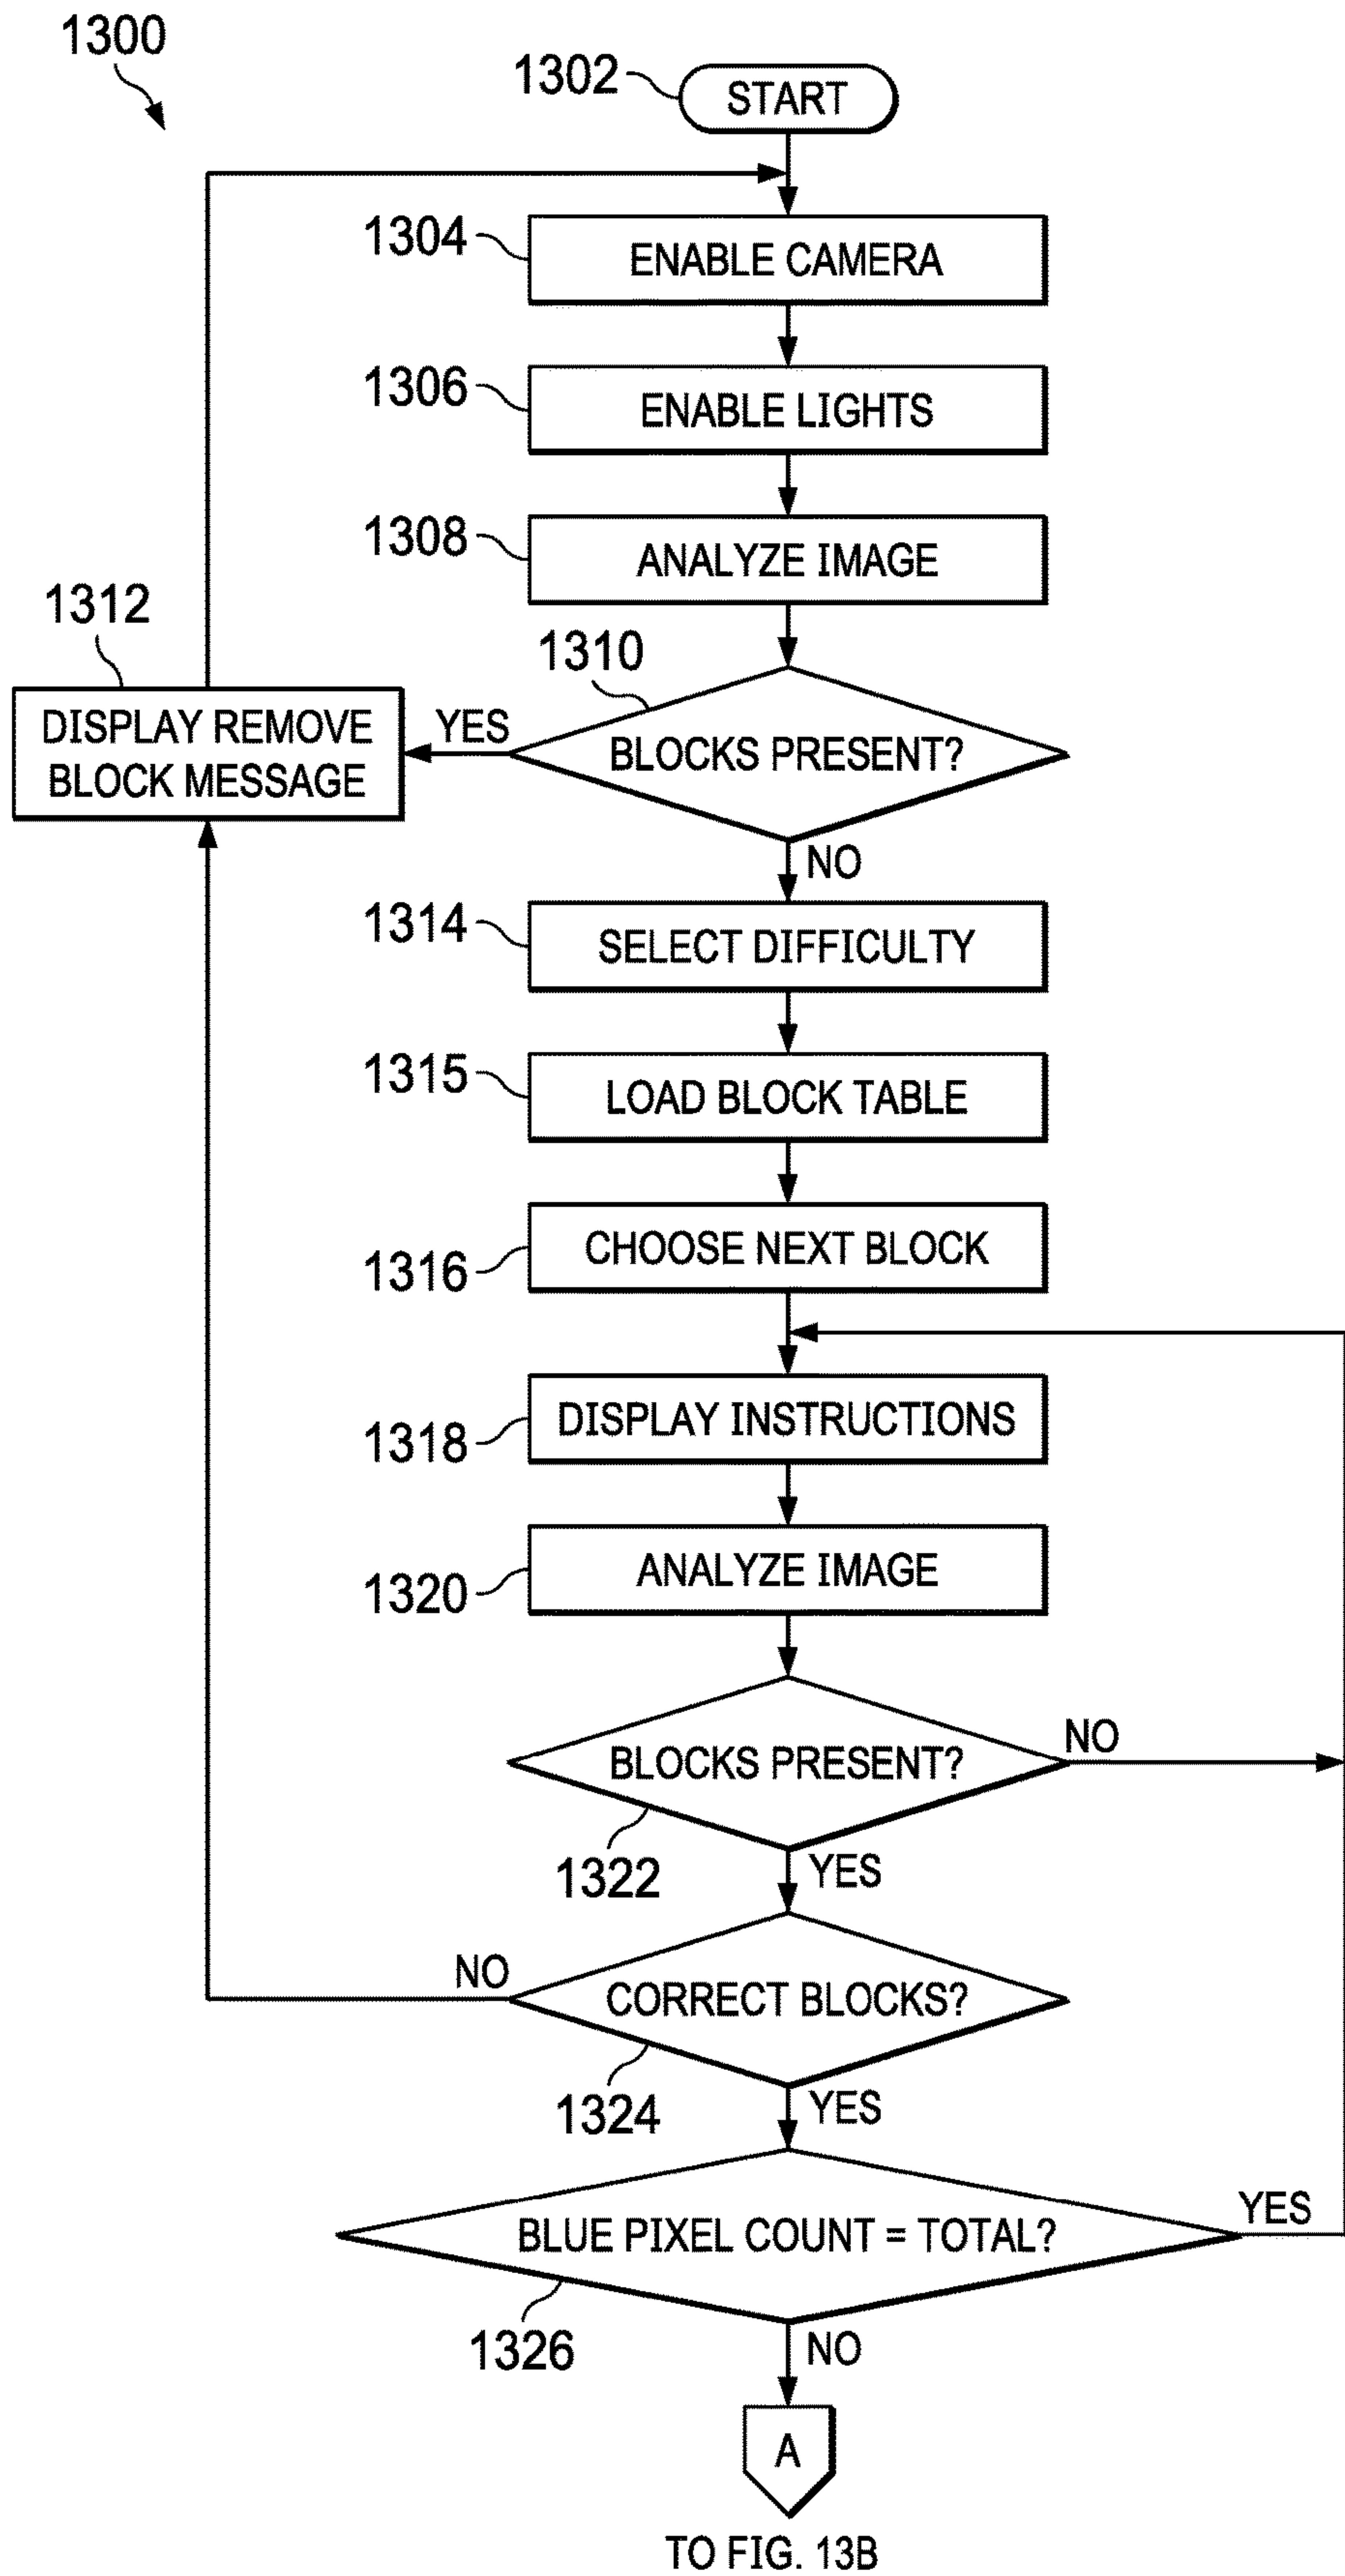 1300
1302
START
1304
ENABLE CAMERA
1306
ENABLE LIGHTS
1308
ANALYZE IMAGE
1312
1310
DISPLAY REMOVE
BLOCK MESSAGE
YES
BLOCKS PRESENT?
NO
1314
SELECT DIFFICULTY
1315
LOAD BLOCK TABLE
1316
CHOOSE NEXT BLOCK
1318
DISPLAY INSTRUCTIONS
1320
ANALYZE IMAGE
BLOCKS PRESENT?
NO
1322
YES
NO
CORRECT BLOCKS?
1324
YES
BLUE PIXEL COUNT = TOTAL?
YES
1326
NO
A
TO FIG. 13B